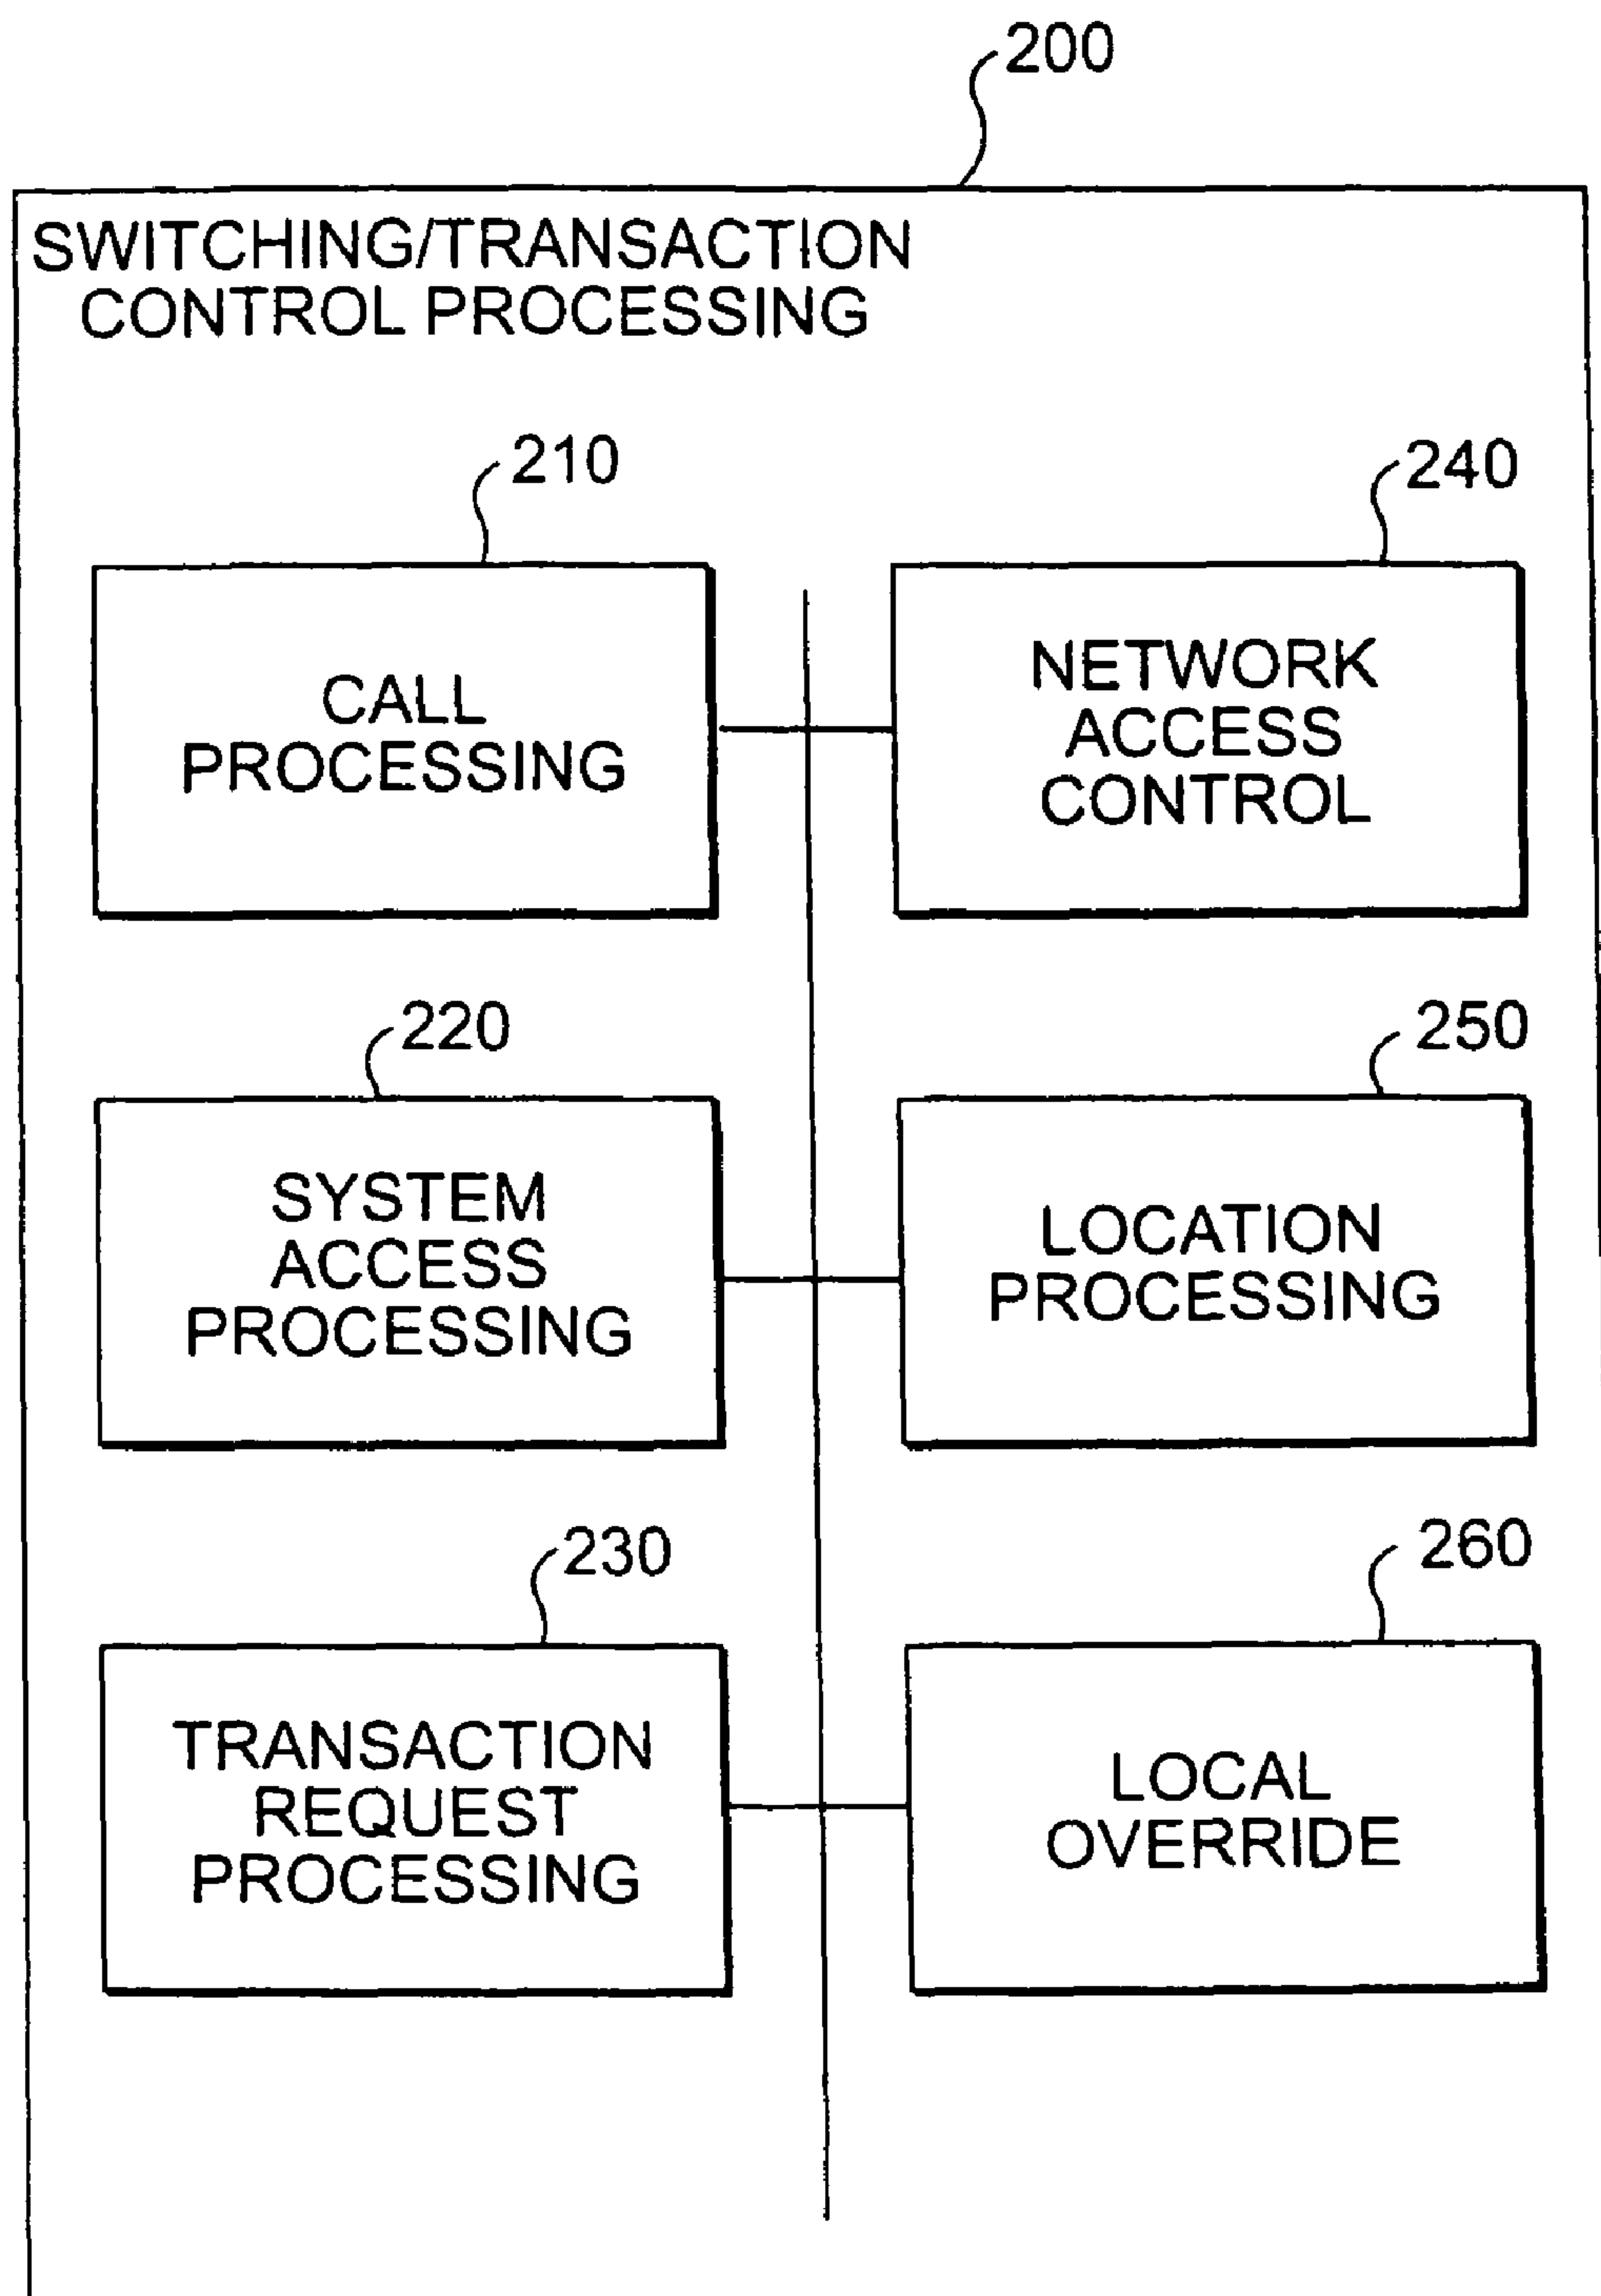 200
SWITCHING/TRANSACTION
CONTROL PROCESSING
210
CALL
PROCESSING
240
NETWORK
ACCESS
CONTROL
220
SYSTEM
ACCESS
PROCESSING
250
LOCATION
PROCESSING
230
TRANSACTION
REQUEST
PROCESSING
260
LOCAL
OVERRIDE